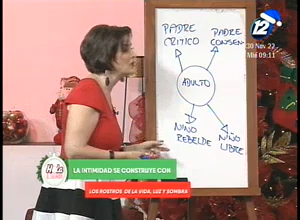 PADRE
CRITICO
PADRE
CONSEN
ADULTO
NIÑO
REBELDE
NIÑO
LIBRE
12
30 Nov 22
Mié 09:11
LA INTIMIDAD SE CONSTRUYE CON
LOS ROSTROS DE LA VIDA, LUZ Y SOMBRAS